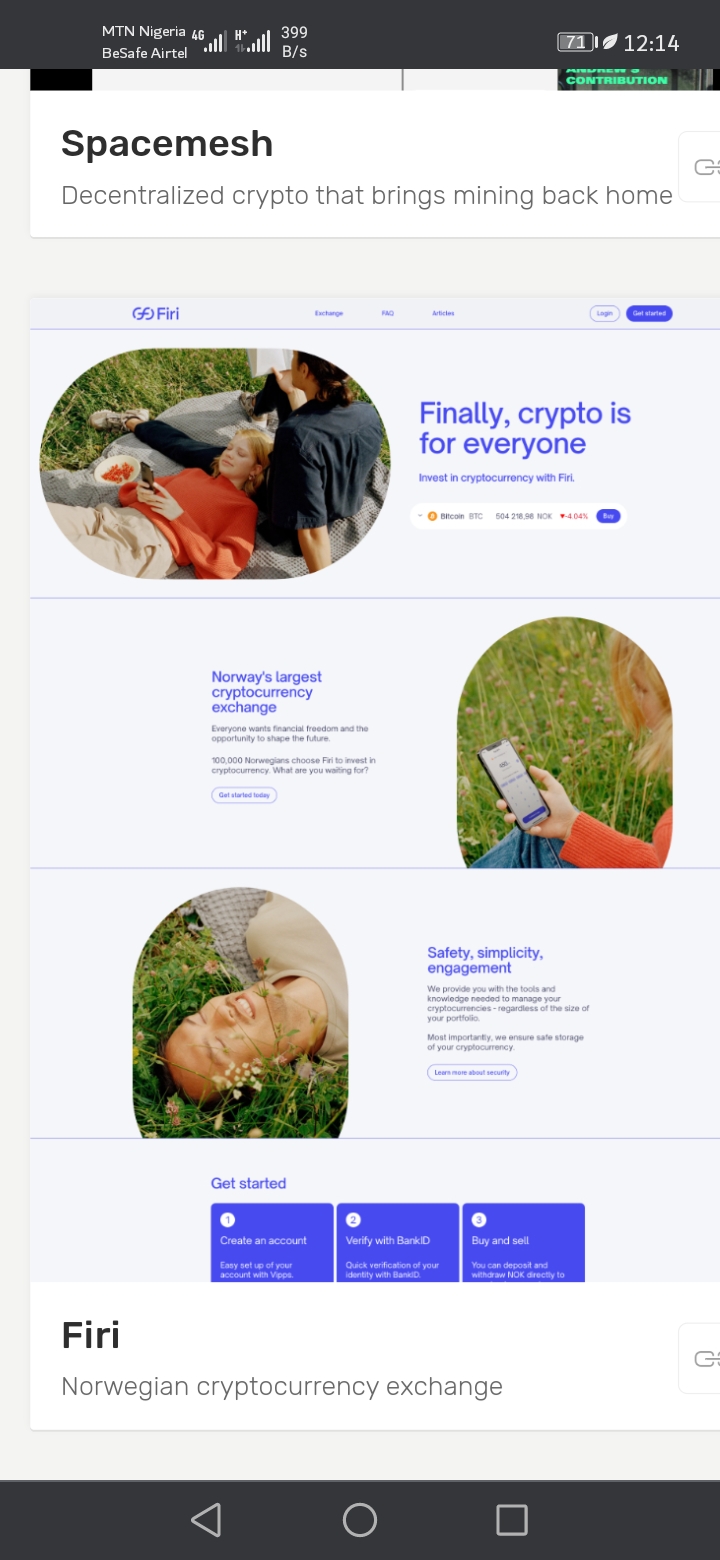 MTN Nigeria 4G H+ 399
BeSafe Airtel B/s
71 12:14
ANDREW'S
CONTRIBUTION
Spacemesh
Decentralized crypto that brings mining back home
Firi Exchange FAQ Articles Login Get started
Finally, crypto is
for everyone
Invest in cryptocurrency with Firi.
Bitcoin BTC 504 218,98 NOK ▼-4.04% Buy
Norway's largest
cryptocurrency
exchange
Everyone wants financial freedom and the
opportunity to shape the future.
100,000 Norwegians choose Firi to invest in
cryptocurrency. What are you waiting for?
Get started today
Safety, simplicity,
engagement
We provide you with the tools and
knowledge needed to manage your
cryptocurrencies - regardless of the size of
your portfolio.
Most importantly, we ensure safe storage
of your cryptocurrency.
Learn more about security
Get started
1 2 3
Create an account Verify with BankID Buy and sell
Easy set up of your Quick verification of your You can deposit and
account with Vipps. identity with BankID. withdraw NOK directly to
Firi
Norwegian cryptocurrency exchange